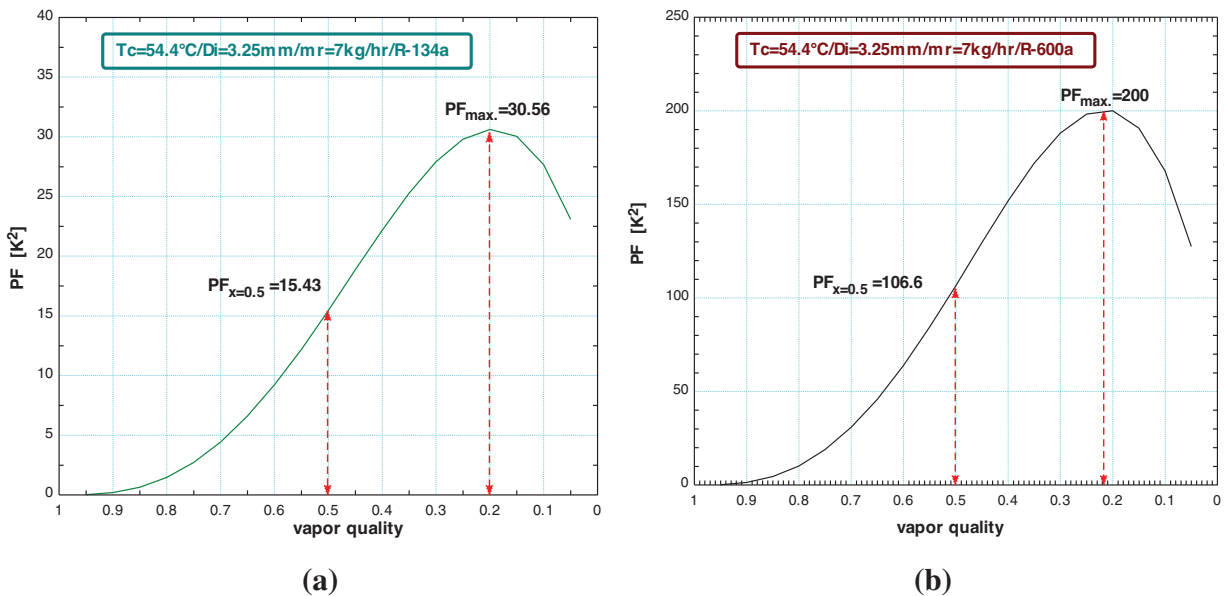 Tc=54.4°C/Di=3.25mm/mr=7kg/hr/R-134a
PFmax.=30.56
PFx=0.5 =15.43
PF [K²]
40
35
30
25
20
15
10
5
0
1 0.9 0.8 0.7 0.6 0.5 0.4 0.3 0.2 0.1 0
vapor quality
(a)
Tc=54.4°C/Di=3.25mm/mr=7kg/hr/R-600a
PFmax.=200
PFx=0.5 =106.6
PF [K²]
250
200
150
100
50
0
1 0.9 0.8 0.7 0.6 0.5 0.4 0.3 0.2 0.1 0
vapor quality
(b)